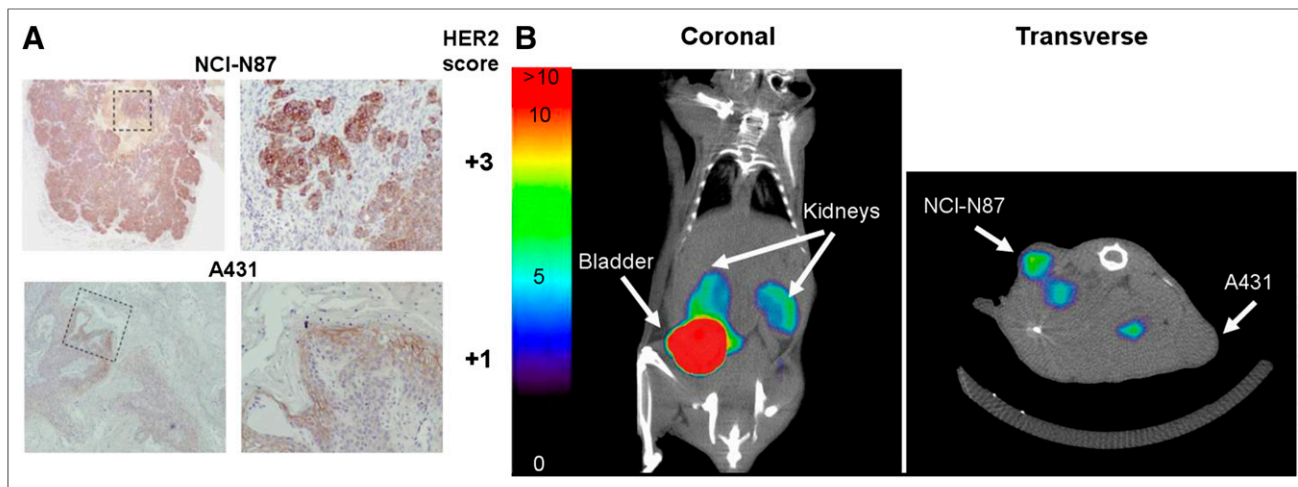 A
NCI-N87
HER2
score
+3
A431
+1
B
Coronal
Transverse
>10
10
5
0
Bladder
Kidneys
NCI-N87
A431